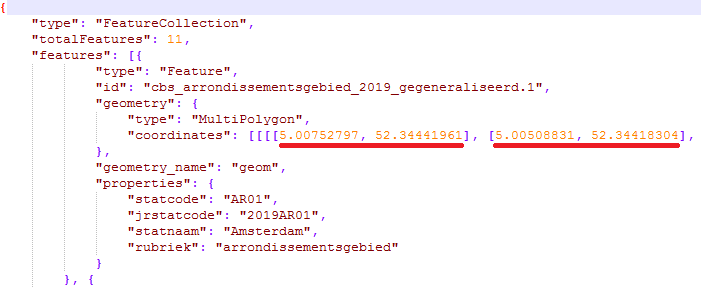 {
"type": "FeatureCollection",
"totalFeatures": 11,
"features": [{
"type": "Feature",
"id": "cbs_arrondissementsgebied_2019_gegeneraliseerd.1",
"geometry": {
"type": "MultiPolygon",
"coordinates": [[[[5.00752797, 52.34441961], [5.00508831, 52.34418304],
},
"geometry_name": "geom",
"properties": {
"statcode": "AR01",
"jrstatcode": "2019AR01",
"statnaam": "Amsterdam",
"rubriek": "arrondissementsgebied"
}
}, {